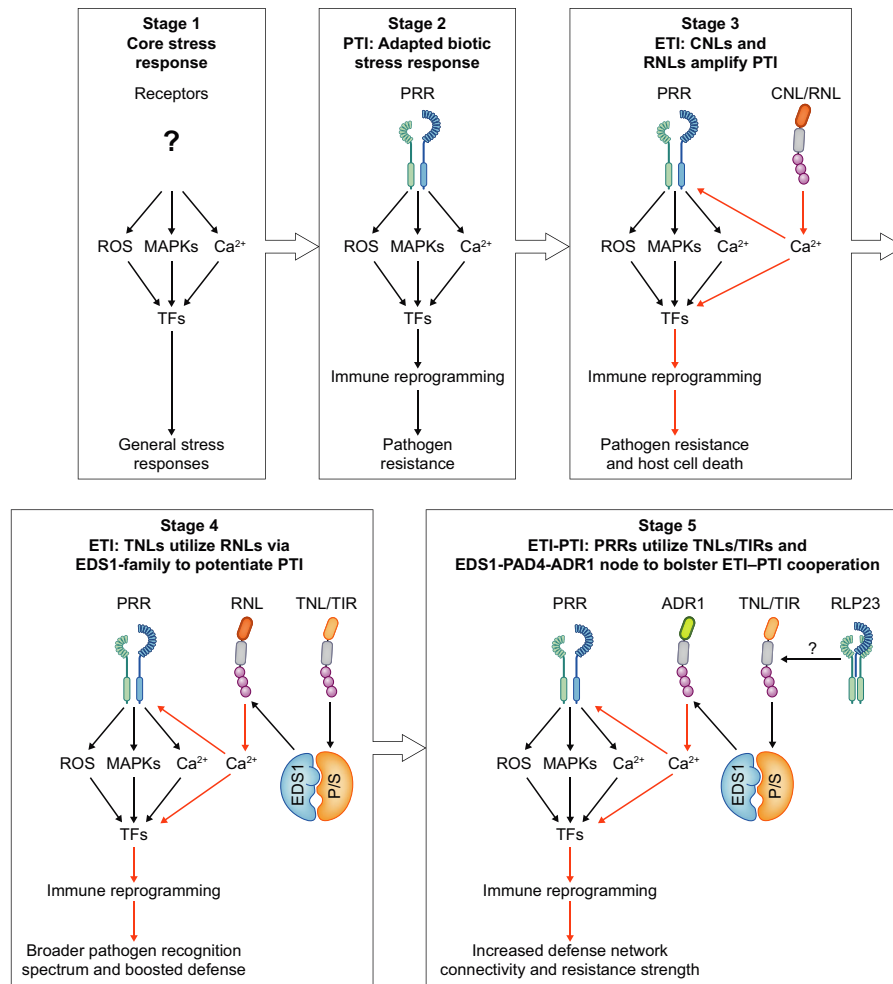 Stage 1
Core stress
response
Receptors
?
ROS MAPKs Ca²⁺
TFs
General stress
responses
Stage 2
PTI: Adapted biotic
stress response
PRR
ROS MAPKs Ca²⁺
TFs
Immune reprogramming
Pathogen
resistance
Stage 3
ETI: CNLs and
RNLs amplify PTI
PRR CNL/RNL
ROS MAPKs Ca²⁺ Ca²⁺
TFs
Immune reprogramming
Pathogen resistance
and host cell death
Stage 4
ETI: TNLs utilize RNLs via
EDS1-family to potentiate PTI
PRR RNL TNL/TIR
ROS MAPKs Ca²⁺ Ca²⁺
EDS1 P/S
TFs
Immune reprogramming
Broader pathogen recognition
spectrum and boosted defense
Stage 5
ETI-PTI: PRRs utilize TNLs/TIRs and
EDS1-PAD4-ADR1 node to bolster ETI–PTI cooperation
PRR ADR1 TNL/TIR RLP23
?
ROS MAPKs Ca²⁺ Ca²⁺
EDS1 P/S
TFs
Immune reprogramming
Increased defense network
connectivity and resistance strength